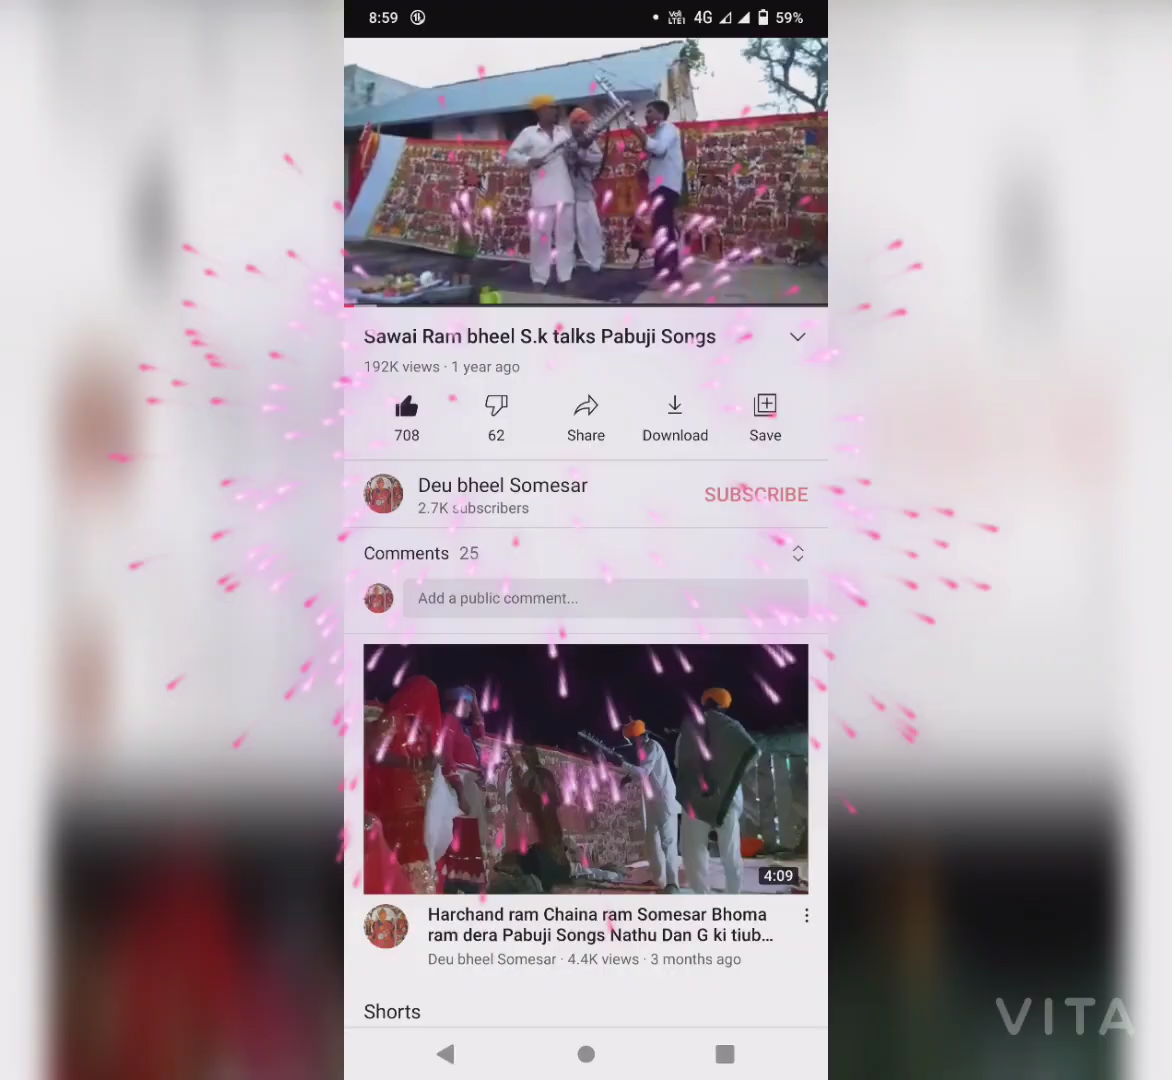 8:59
Vo)) LTE1 4G 59%
Sawai Ram bheel S.k talks Pabuji Songs
192K views · 1 year ago
708 62 Share Download Save
Deu bheel Somesar
SUBSCRIBE
2.7K subscribers
Comments 25
Add a public comment...
4:09
Harchand ram Chaina ram Somesar Bhoma
ram dera Pabuji Songs Nathu Dan G ki tiub...
Deu bheel Somesar · 4.4K views · 3 months ago
Shorts
VITA